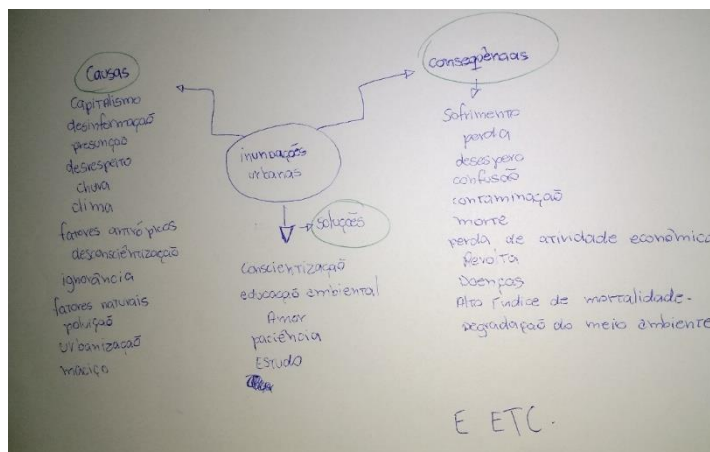 Causas
Capitalismo
desinformação
presunção
desrespeito
chuva
clima
fatores antrópicos
desconscientização
ignorância
fatores naturais
poluição
urbanização
maciço
inundações
urbanas
soluções
Conscientização
educação ambiental
Amor
paciência
Estudo
consequências
Sofrimento
perda
desespero
confusão
contaminação
morte
perda de atividade econômica
Revolta
Doenças
Alto índice de mortalidade.
Degradação do meio ambiente
E ETC.